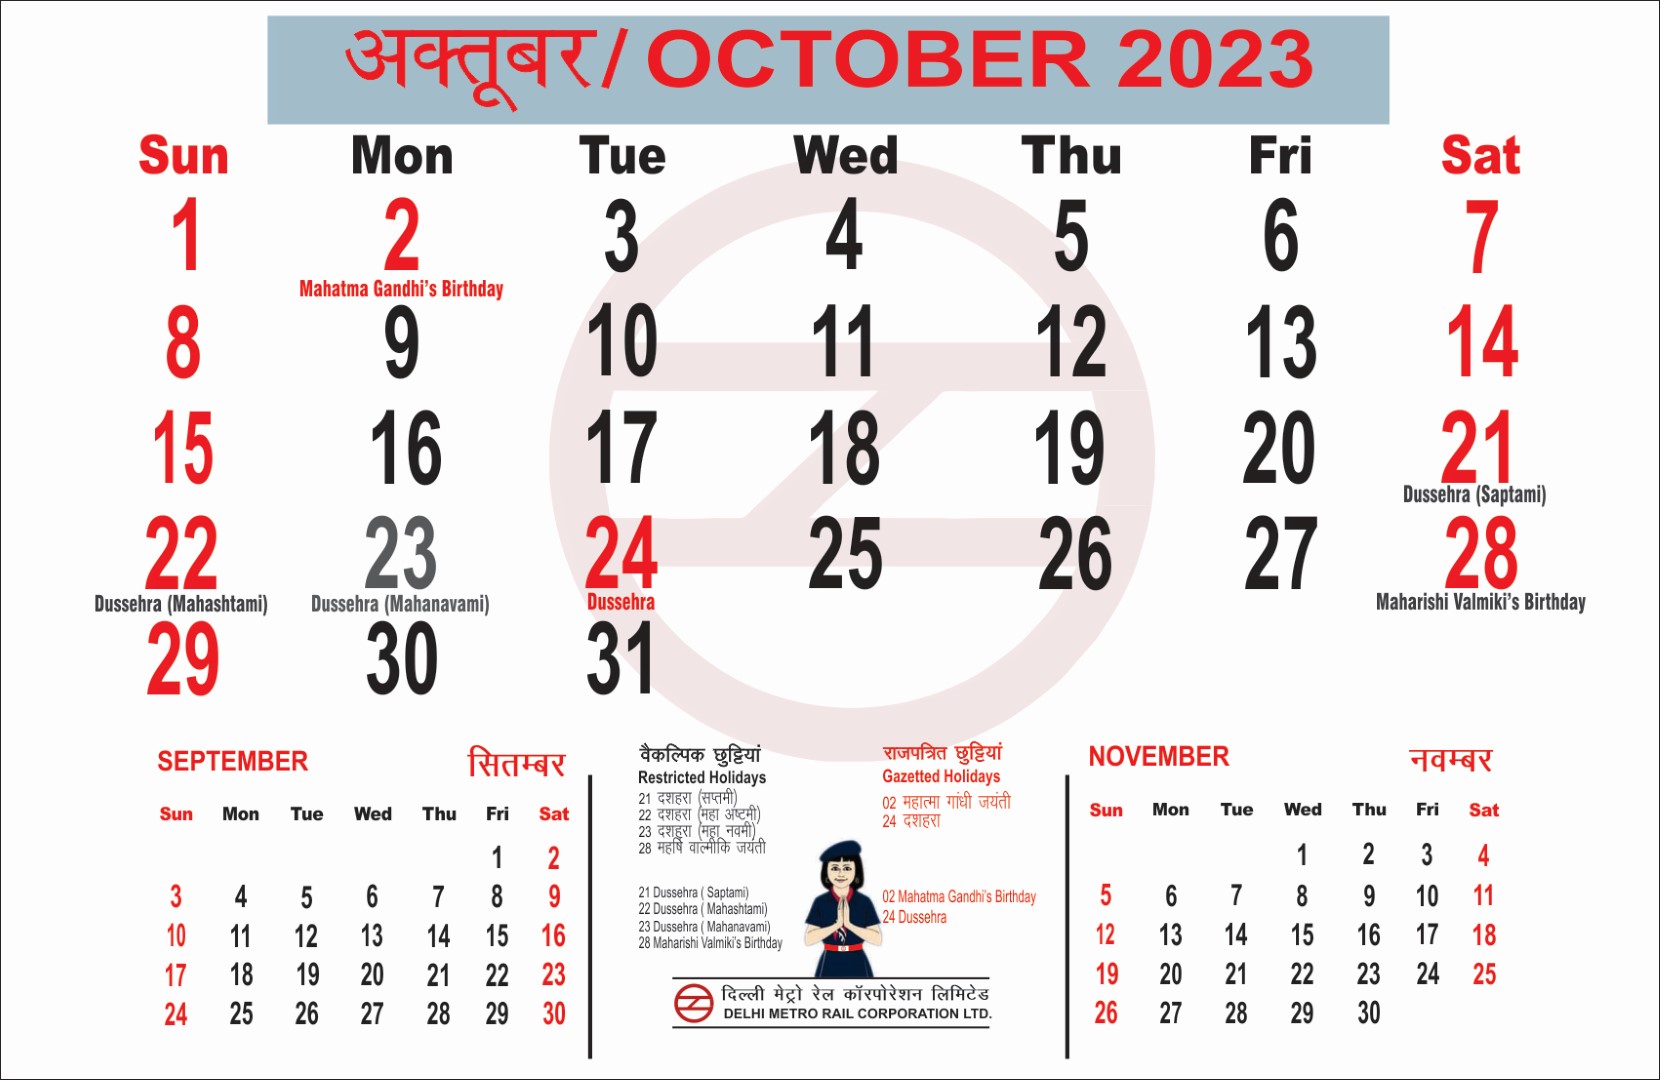 अक्तूबर/ OCTOBER 2023
Sun Mon Tue Wed Thu Fri Sat
1 2 3 4 5 6 7
Mahatma Gandhi's Birthday
8 9 10 11 12 13 14
15 16 17 18 19 20 21
Dussehra (Saptami)
22 23 24 25 26 27 28
Dussehra (Mahashtami) Dussehra (Mahanavami) Dussehra Maharishi Valmiki's Birthday
29 30 31
SEPTEMBER सितम्बर
Sun Mon Tue Wed Thu Fri Sat
1 2
3 4 5 6 7 8 9
10 11 12 13 14 15 16
17 18 19 20 21 22 23
24 25 26 27 28 29 30
वैकल्पिक छुट्टियां
Restricted Holidays
21 दशहरा (सप्तमी)
22 दशहरा (महा अष्टमी)
23 दशहरा (महा नवमी)
28 महर्षि वाल्मीकि जयंती
21 Dussehra ( Saptami)
22 Dussehra ( Mahashtami)
23 Dussehra ( Mahanavami)
28 Maharishi Valmiki's Birthday
राजपत्रित छुट्टियां
Gazetted Holidays
02 महात्मा गांधी जयंती
24 दशहरा
02 Mahatma Gandhi's Birthday
24 Dussehra
दिल्ली मेट्रो रेल कॉरपोरेशन लिमिटेड
DELHI METRO RAIL CORPORATION LTD.
NOVEMBER नवम्बर
Sun Mon Tue Wed Thu Fri Sat
1 2 3 4
5 6 7 8 9 10 11
12 13 14 15 16 17 18
19 20 21 22 23 24 25
26 27 28 29 30